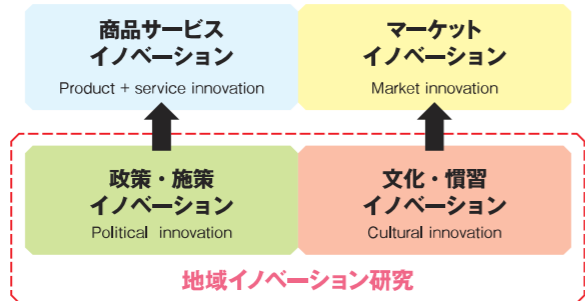 商品サービス
イノベーション
Product + service innovation
マーケット
イノベーション
Market innovation
政策・施策
イノベーション
Political innovation
文化・慣習
イノベーション
Cultural innovation
地域イノベーション研究